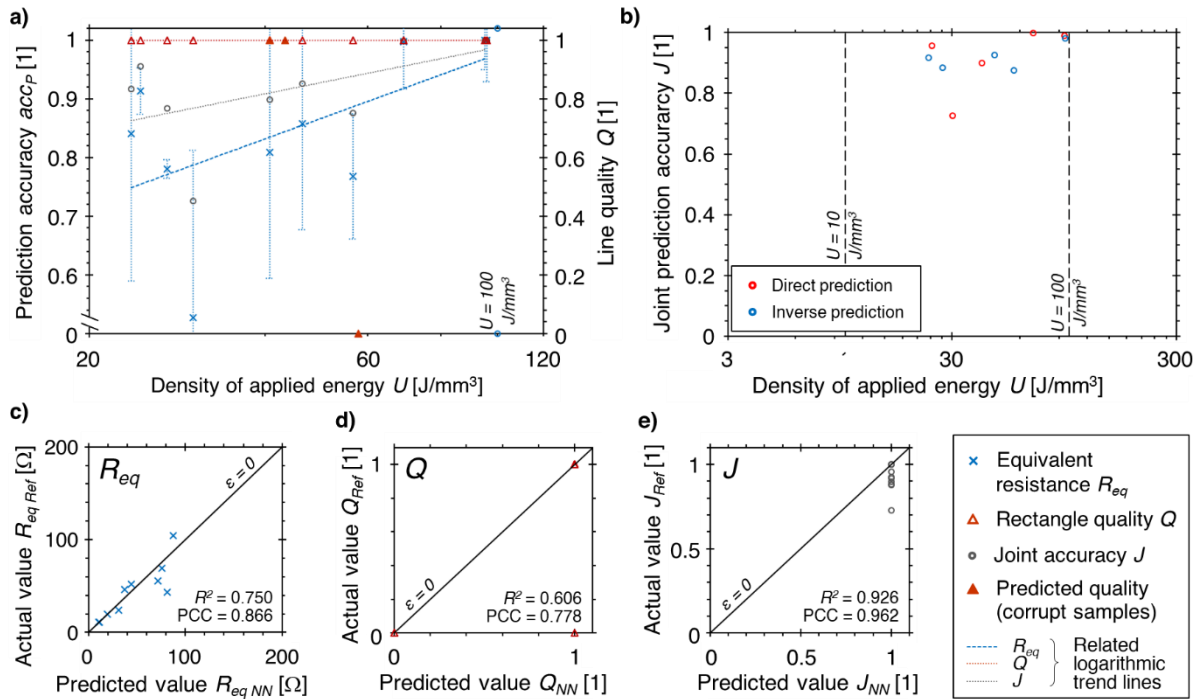 a)
Prediction accuracy accP [1]
1
0.9
0.8
0.7
0.6
0
1
0.8
0.6
0.4
0.2
0
Line quality Q [1]
U = 100
J/mm³
20
60
120
Density of applied energy U [J/mm³]
b)
Joint prediction accurarcy J [1]
1
0.8
0.6
0.4
0.2
0
U = 10
J/mm³
U = 100
J/mm³
Direct prediction
Inverse prediction
3
30
300
Density of applied energy U [J/mm³]
c)
Actual value Req Ref [Ω]
200
100
0
Req
ε = 0
R² = 0.750
PCC = 0.866
0
100
200
Predicted value Req NN [Ω]
d)
Actual value QRef [1]
1
0
Q
ε = 0
R² = 0.606
PCC = 0.778
0
1
Predicted value QNN [1]
e)
Actual value JRef [1]
1
0.5
0
J
ε = 0
R² = 0.926
PCC = 0.962
0
0.5
1
Predicted value JNN [1]
Equivalent
resistance Req
Rectangle quality Q
Joint accuracy J
Predicted quality
(corrupt samples)
Req
Q
J
Related
logarithmic
trend lines